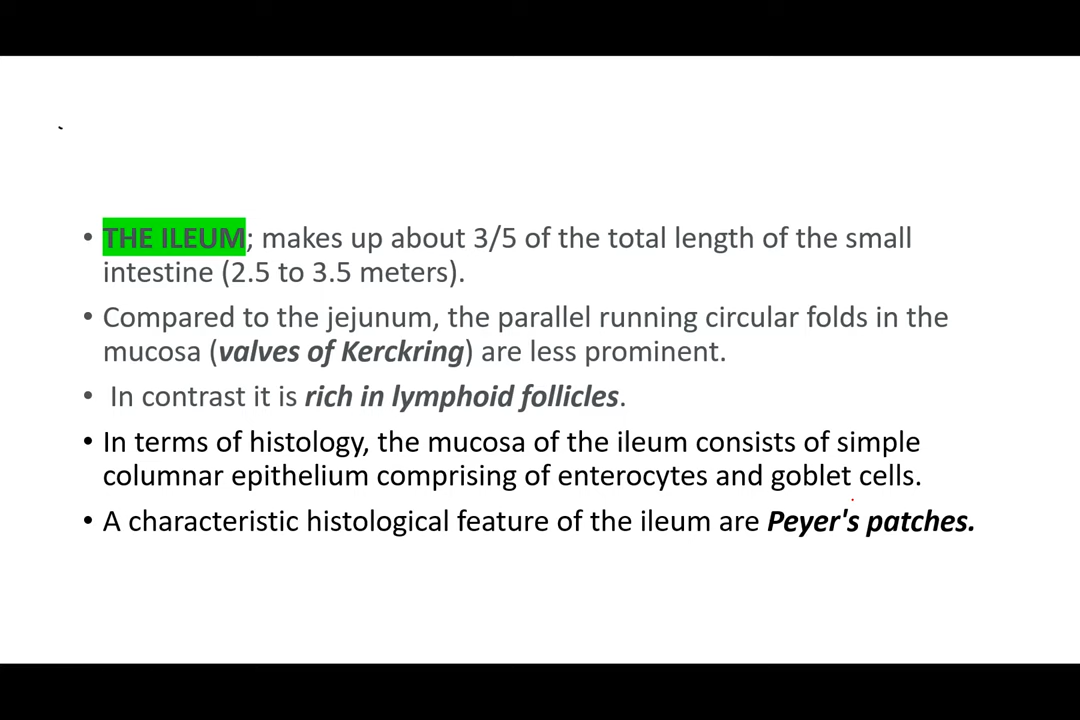 • THE ILEUM; makes up about 3/5 of the total length of the small
intestine (2.5 to 3.5 meters).
• Compared to the jejunum, the parallel running circular folds in the
mucosa (valves of Kerckring) are less prominent.
• In contrast it is rich in lymphoid follicles.
• In terms of histology, the mucosa of the ileum consists of simple
columnar epithelium comprising of enterocytes and goblet cells.
• A characteristic histological feature of the ileum are Peyer's patches.